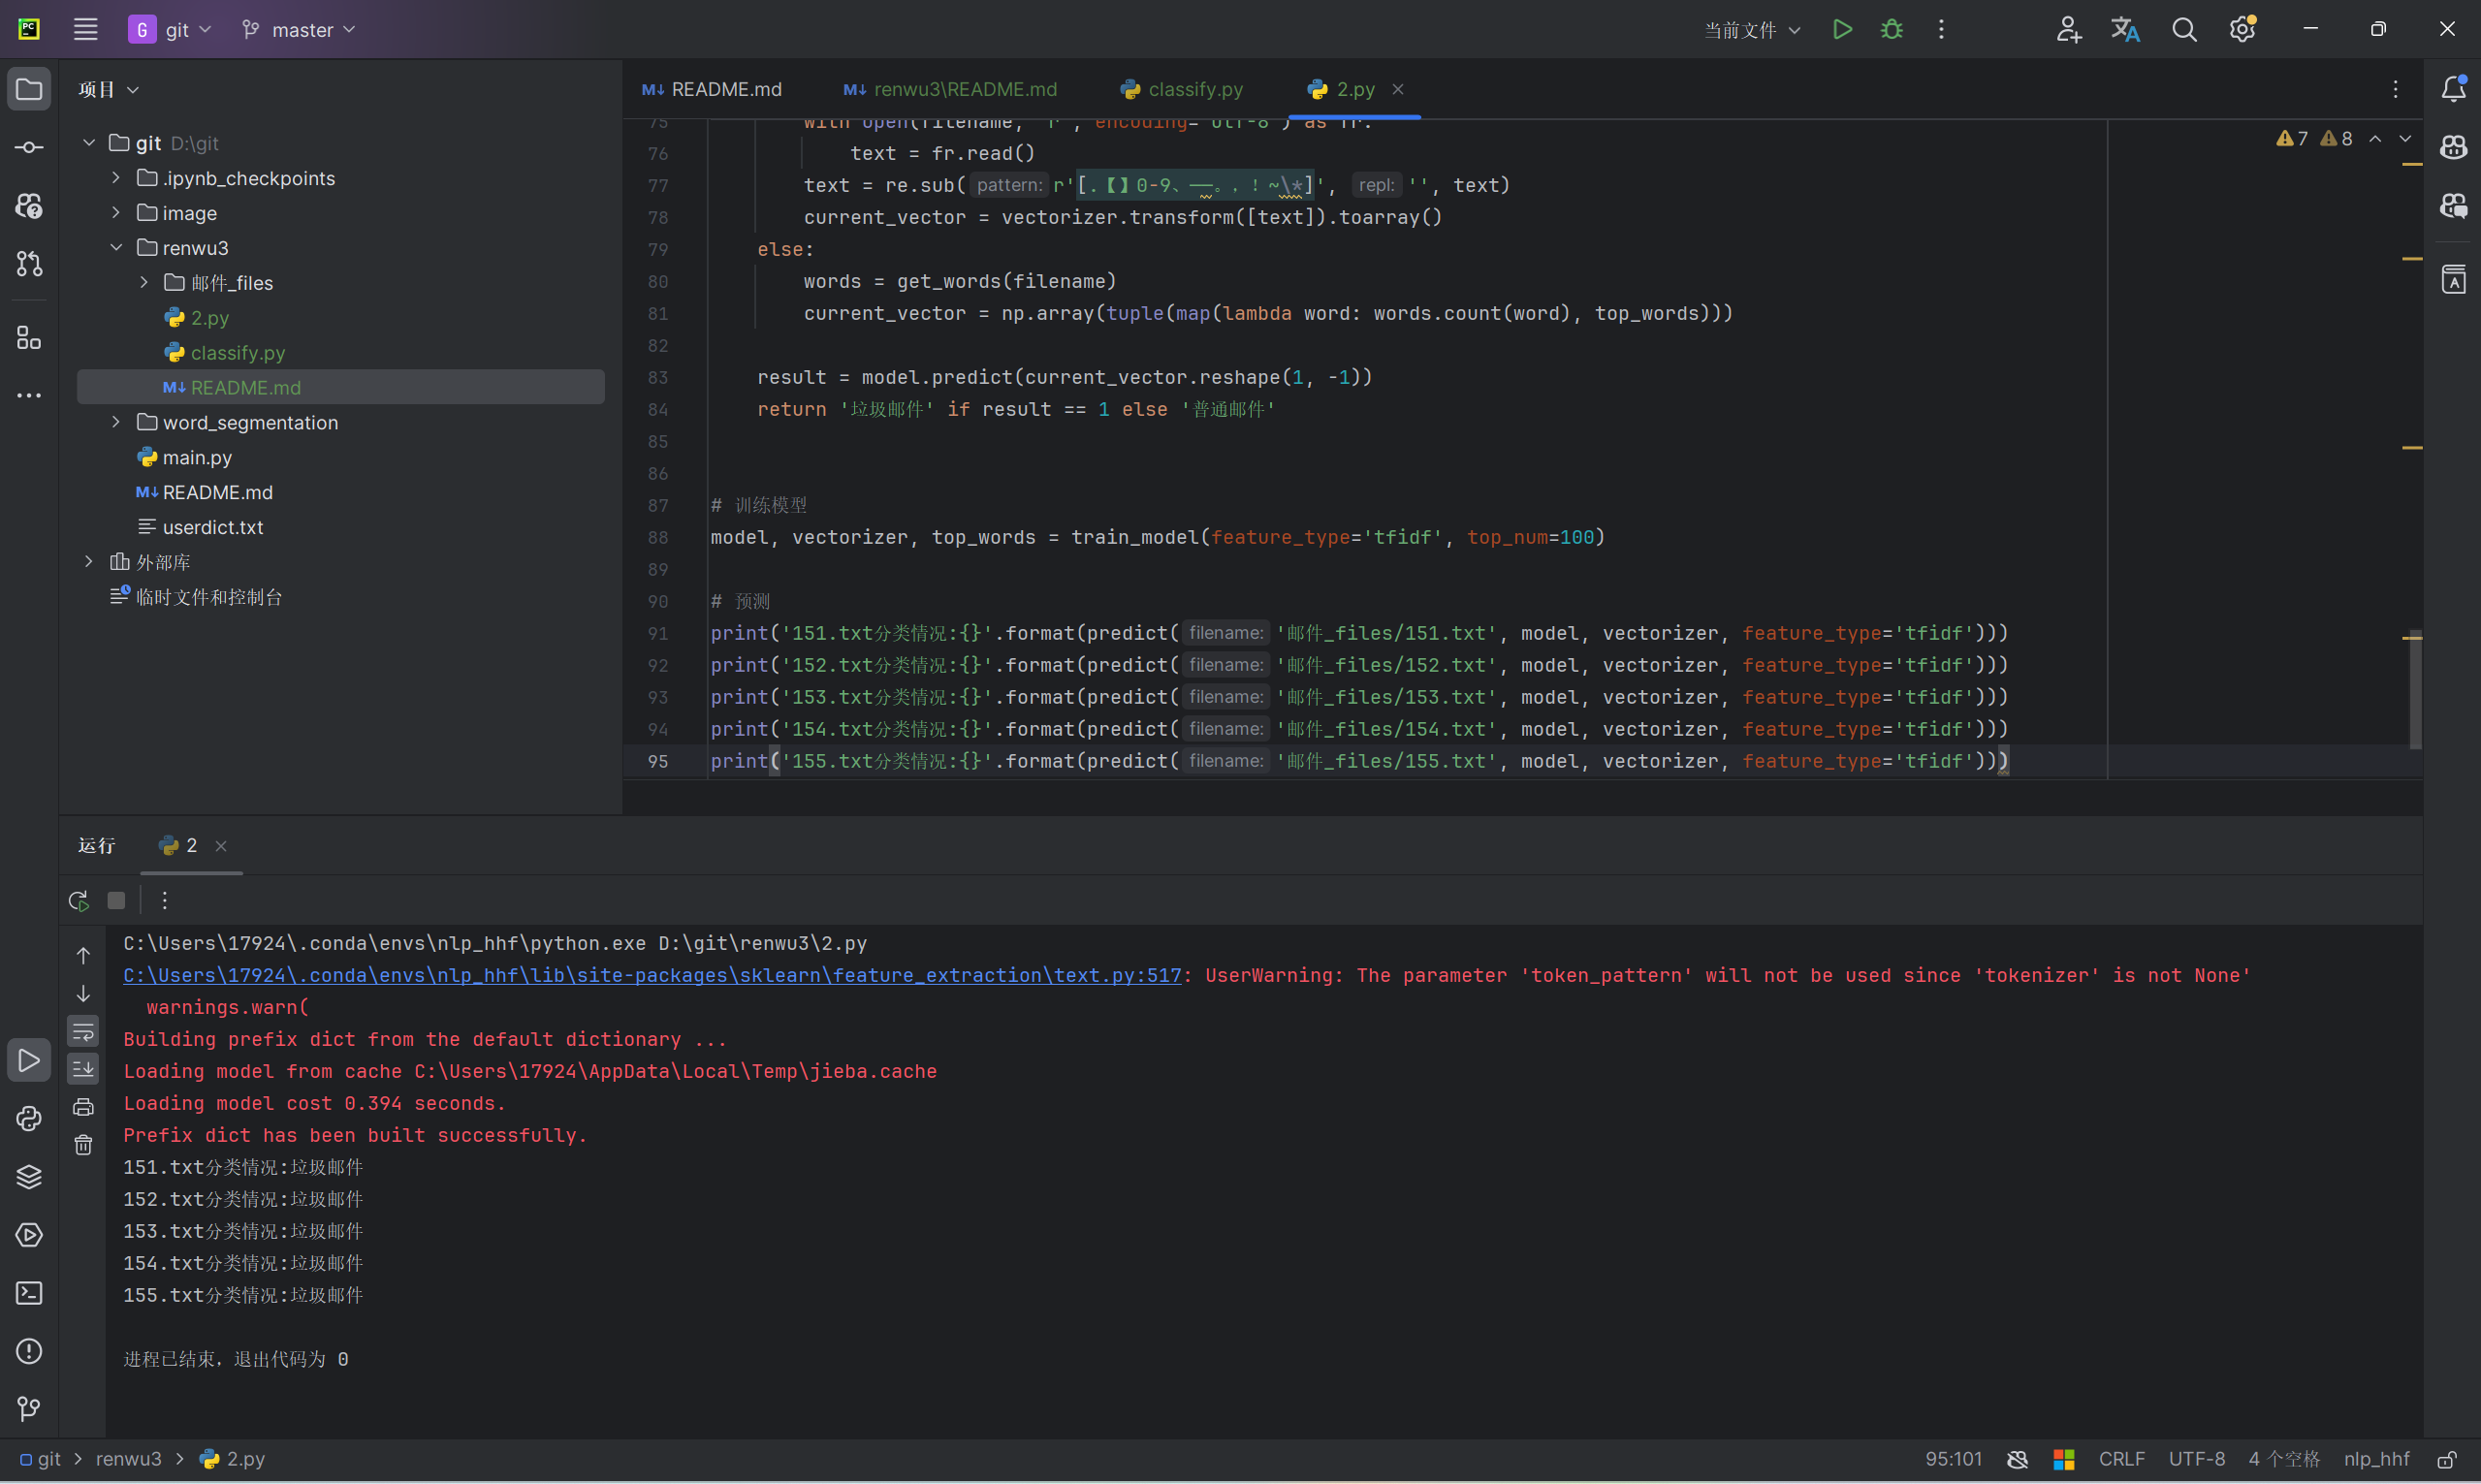 git
master
当前文件
项目
git D:\git
.ipynb_checkpoints
image
renwu3
邮件_files
2.py
classify.py
README.md
word_segmentation
main.py
README.md
userdict.txt
外部库
临时文件和控制台
README.md
renwu3\README.md
classify.py
2.py
7 8
75 with open(filename, 'r', encoding='utf-8') as fr:
76 text = fr.read()
77 text = re.sub( pattern: r'[.【】0-9、——。，！~\*]', repl: '', text)
78 current_vector = vectorizer.transform([text]).toarray()
79 else:
80 words = get_words(filename)
81 current_vector = np.array(tuple(map(lambda word: words.count(word), top_words)))
82
83 result = model.predict(current_vector.reshape(1, -1))
84 return '垃圾邮件' if result == 1 else '普通邮件'
85
86
87 # 训练模型
88 model, vectorizer, top_words = train_model(feature_type='tfidf', top_num=100)
89
90 # 预测
91 print('151.txt分类情况:{}'.format(predict( filename: '邮件_files/151.txt', model, vectorizer, feature_type='tfidf')))
92 print('152.txt分类情况:{}'.format(predict( filename: '邮件_files/152.txt', model, vectorizer, feature_type='tfidf')))
93 print('153.txt分类情况:{}'.format(predict( filename: '邮件_files/153.txt', model, vectorizer, feature_type='tfidf')))
94 print('154.txt分类情况:{}'.format(predict( filename: '邮件_files/154.txt', model, vectorizer, feature_type='tfidf')))
95 print('155.txt分类情况:{}'.format(predict( filename: '邮件_files/155.txt', model, vectorizer, feature_type='tfidf')))
运行
2
C:\Users\17924\.conda\envs\nlp_hhf\python.exe D:\git\renwu3\2.py
C:\Users\17924\.conda\envs\nlp_hhf\lib\site-packages\sklearn\feature_extraction\text.py:517: UserWarning: The parameter 'token_pattern' will not be used since 'tokenizer' is not None'
warnings.warn(
Building prefix dict from the default dictionary ...
Loading model from cache C:\Users\17924\AppData\Local\Temp\jieba.cache
Loading model cost 0.394 seconds.
Prefix dict has been built successfully.
151.txt分类情况:垃圾邮件
152.txt分类情况:垃圾邮件
153.txt分类情况:垃圾邮件
154.txt分类情况:垃圾邮件
155.txt分类情况:垃圾邮件
进程已结束，退出代码为 0
git > renwu3 > 2.py
95:101 CRLF UTF-8 4 个空格 nlp_hhf